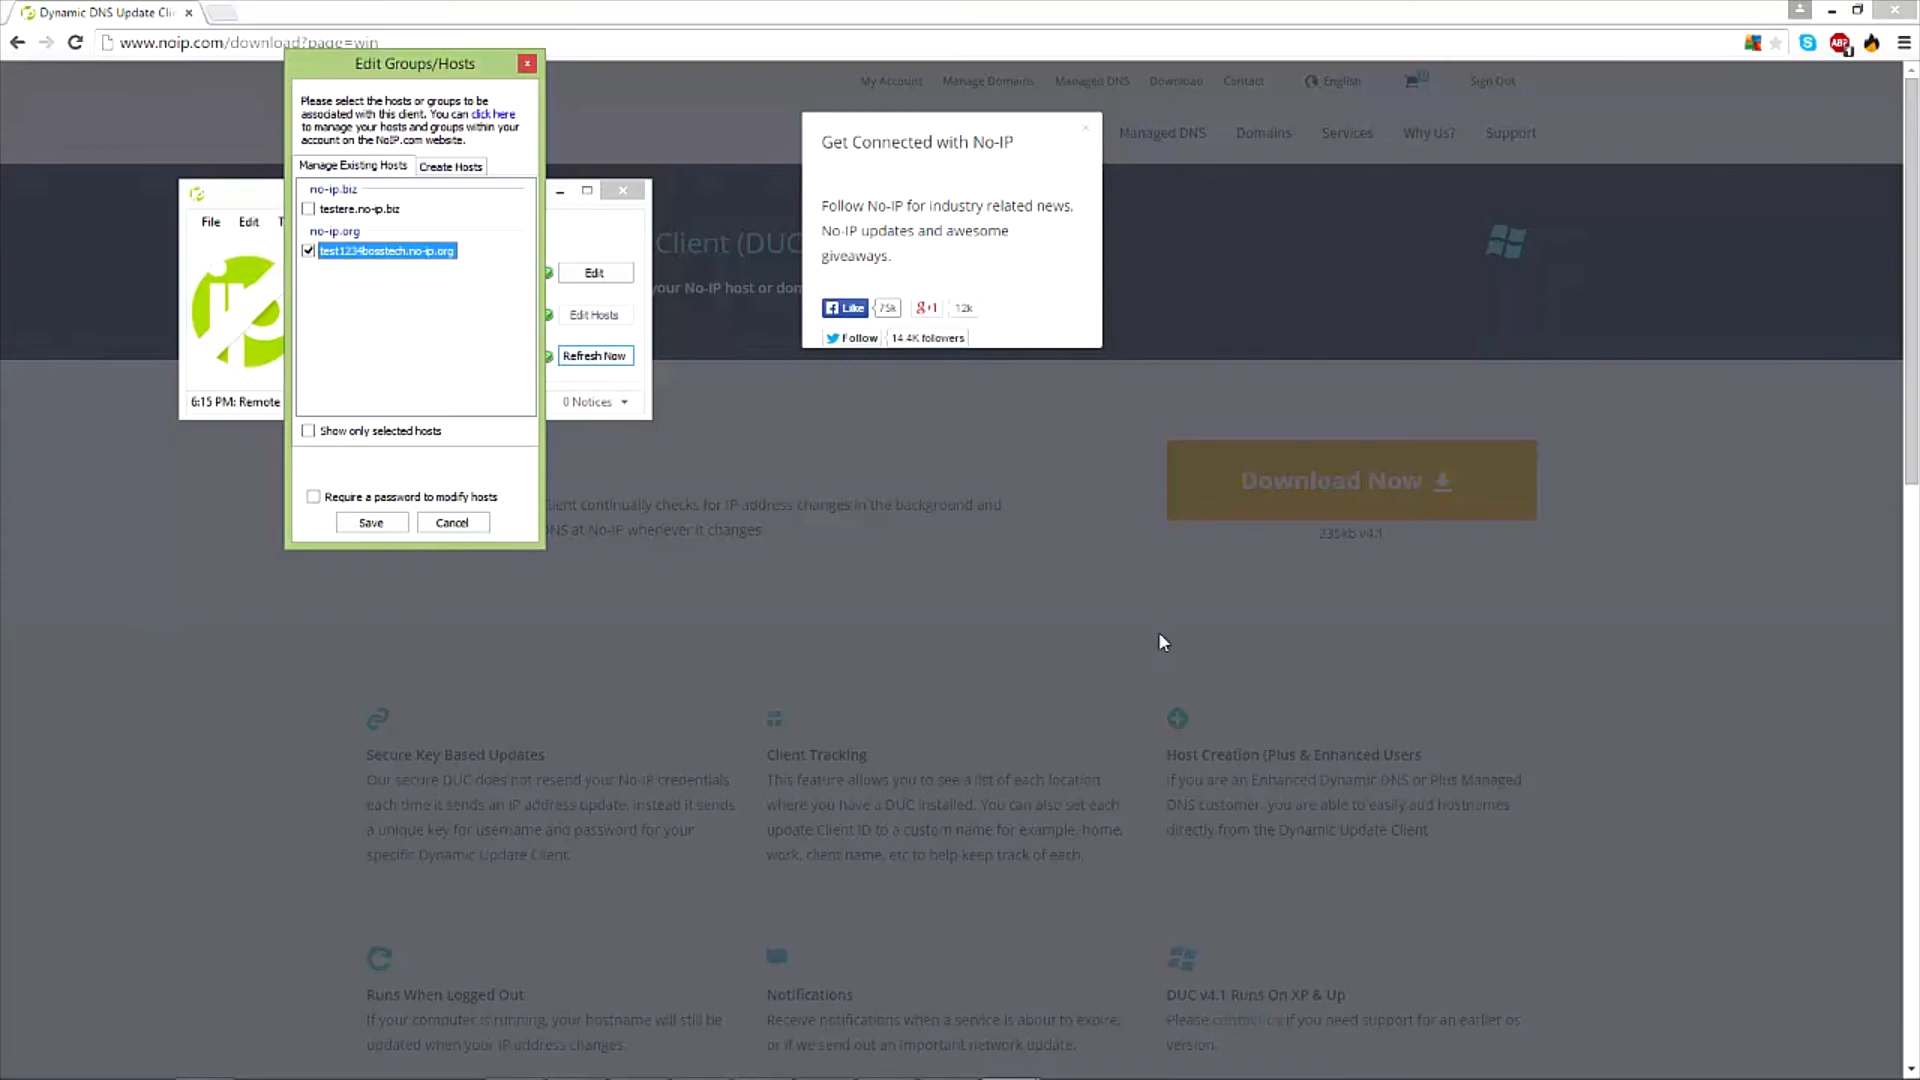 Dynamic DNS Update Clie
www.noip.com/download?page=win
Edit Groups/Hosts
Please select the hosts or groups to be
associated with this client. You can click here
to manage your hosts and groups within your
account on the NoIP.com website.
Manage Existing Hosts
Create Hosts
no-ip.biz
testere.no-ip.biz
no-ip.org
test1234bosstech.no-ip.org
Show only selected hosts
Require a password to modify hosts
Save
Cancel
File
Edit
T
Edit
Edit Hosts
Refresh Now
6:15 PM: Remote
0 Notices
My Account
Manage Domains
Managed DNS
Download
Contact
English
Sign Out
Managed DNS
Domains
Services
Why Us?
Support
Get Connected with No-IP
Follow No-IP for industry related news,
No-IP updates and awesome
giveaways.
Like
75k
g+1
12k
Follow
14.4K followers
Client (DUC
your No-IP host or don
lient continually checks for IP address changes in the background and
NS at No-IP whenever it changes
Download Now
235kb v4.1
Secure Key Based Updates
Our secure DUC does not resend your No-IP credentials
each time it sends an IP address update, instead it sends
a unique key for username and password for your
specific Dynamic Update Client.
Client Tracking
This feature allows you to see a list of each location
where you have a DUC installed. You can also set each
update Client ID to a custom name for example, home,
work, client name, etc to help keep track of each.
Host Creation (Plus & Enhanced Users
If you are an Enhanced Dynamic DNS or Plus Managed
DNS customer, you are able to easily add hostnames
directly from the Dynamic Update Client
Runs When Logged Out
If your computer is running, your hostname will still be
updated when your IP address changes.
Notifications
Receive notifications when a service is about to expire,
or if we send out an important network update.
DUC v4.1 Runs On XP & Up
Please contact us if you need support for an earlier os
version.